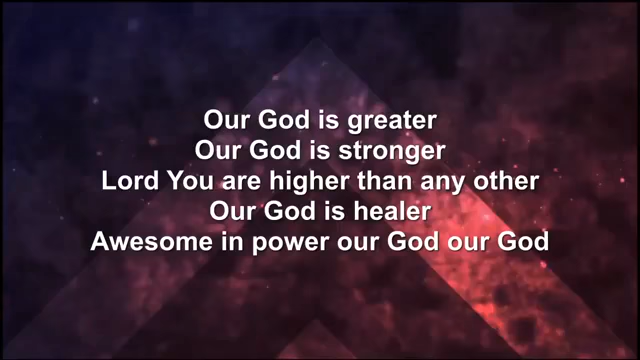 Our God is greater
Our God is stronger
Lord You are higher than any other
Our God is healer
Awesome in power our God our God